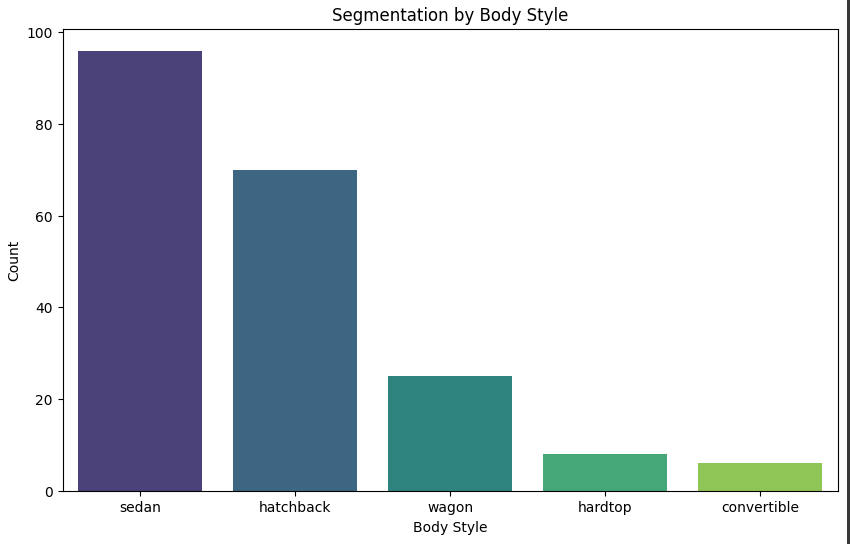 Segmentation by Body Style
100
80
60
40
20
0
Count
sedan hatchback wagon hardtop convertible
Body Style